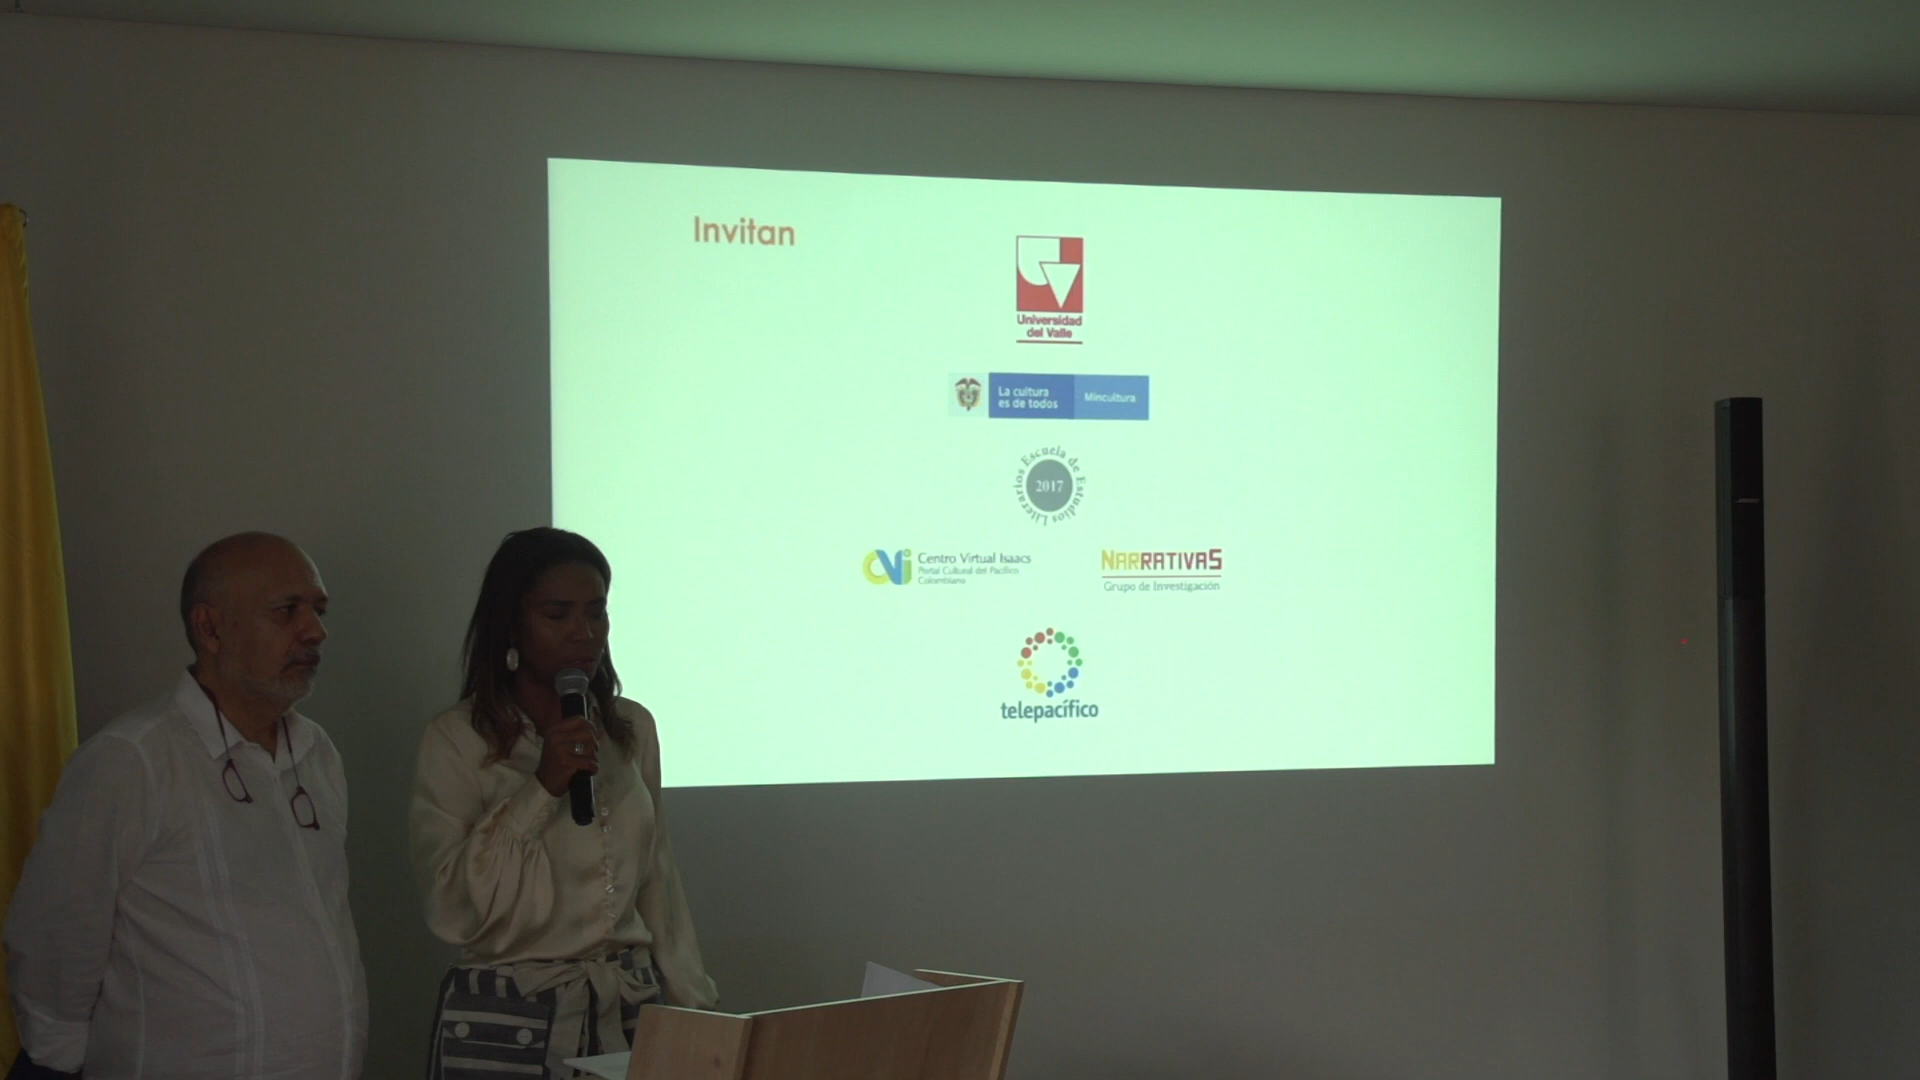 Invitan
Universidad
del Valle
La cultura
es de todos
Mincultura
Escuela de Estudios Literarios
2017
CVi
Centro Virtual Isaacs
Portal Cultural del Pacífico
Colombiano
NARRATIVAS
Grupo de Investigación
telepacífico